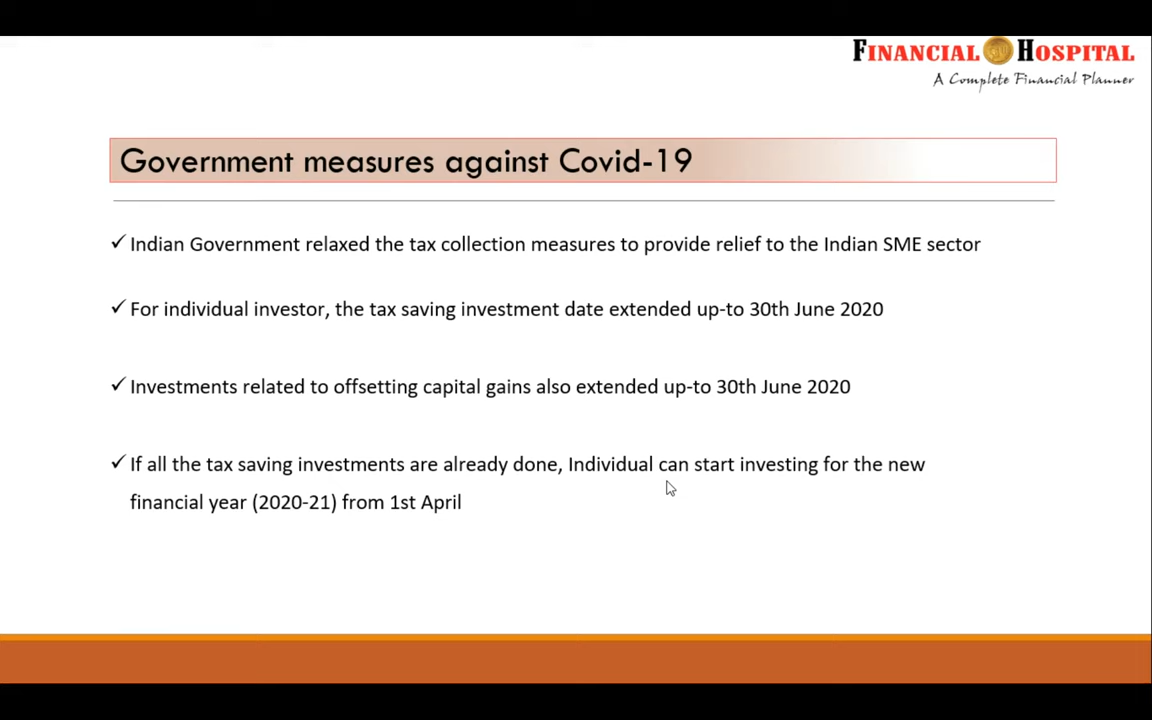 FINANCIAL HOSPITAL
A Complete Financial Planner
Government measures against Covid-19
✓ Indian Government relaxed the tax collection measures to provide relief to the Indian SME sector
✓ For individual investor, the tax saving investment date extended up-to 30th June 2020
✓ Investments related to offsetting capital gains also extended up-to 30th June 2020
✓ If all the tax saving investments are already done, Individual can start investing for the new
financial year (2020-21) from 1st April